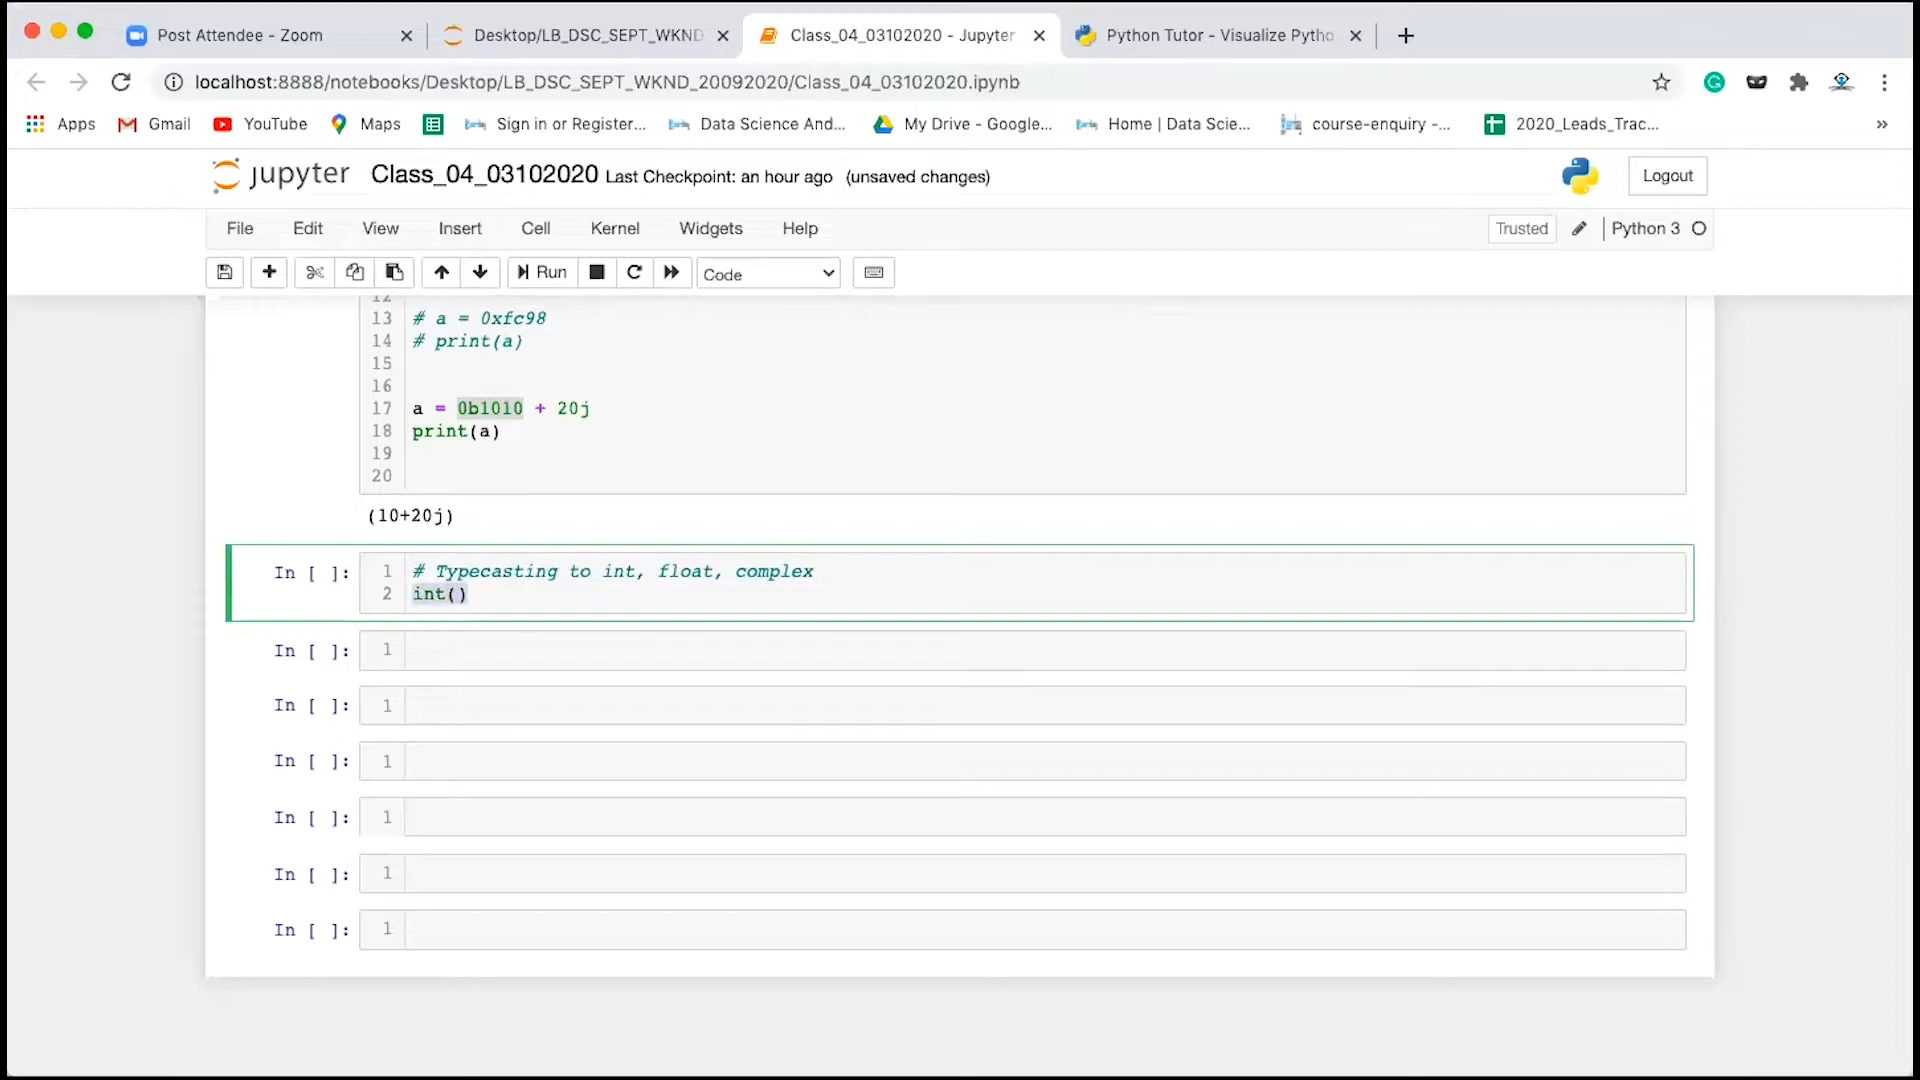 Post Attendee - Zoom
Desktop/LB_DSC_SEPT_WKND
Class_04_03102020 - Jupyter
Python Tutor - Visualize Pytho
localhost:8888/notebooks/Desktop/LB_DSC_SEPT_WKND_20092020/Class_04_03102020.ipynb
Apps Gmail YouTube Maps Sign in or Register... Data Science And... My Drive - Google... Home | Data Scie... course-enquiry -... 2020_Leads_Trac... »
jupyter Class_04_03102020 Last Checkpoint: an hour ago (unsaved changes) Logout
File Edit View Insert Cell Kernel Widgets Help Trusted Python 3
Run Code
12
13 # a = 0xfc98
14 # print(a)
15
16
17 a = 0b1010 + 20j
18 print(a)
19
20
(10+20j)
In [ ]: 1 # Typecasting to int, float, complex
2 int()
In [ ]: 1
In [ ]: 1
In [ ]: 1
In [ ]: 1
In [ ]: 1
In [ ]: 1